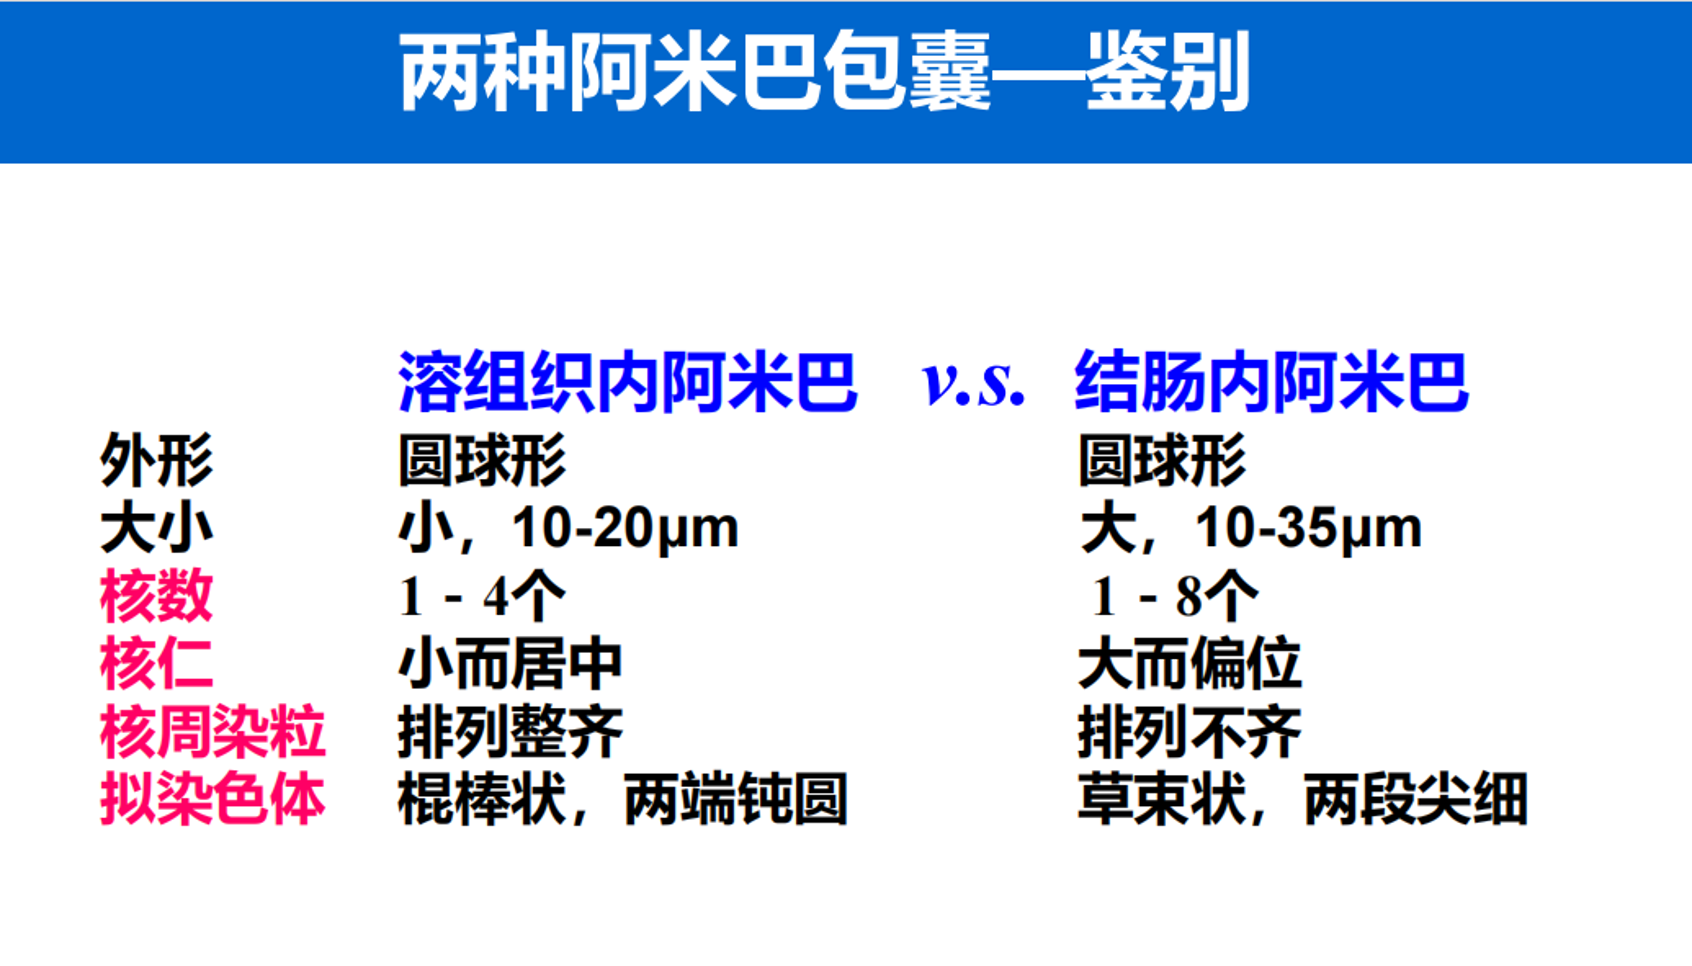 两种阿米巴包囊—鉴别
溶组织内阿米巴 v.s. 结肠内阿米巴
外形 圆球形 圆球形
大小 小，10-20μm 大，10-35μm
核数 1 - 4个 1 - 8个
核仁 小而居中 大而偏位
核周染粒 排列整齐 排列不齐
拟染色体 棍棒状，两端钝圆 草束状，两段尖细